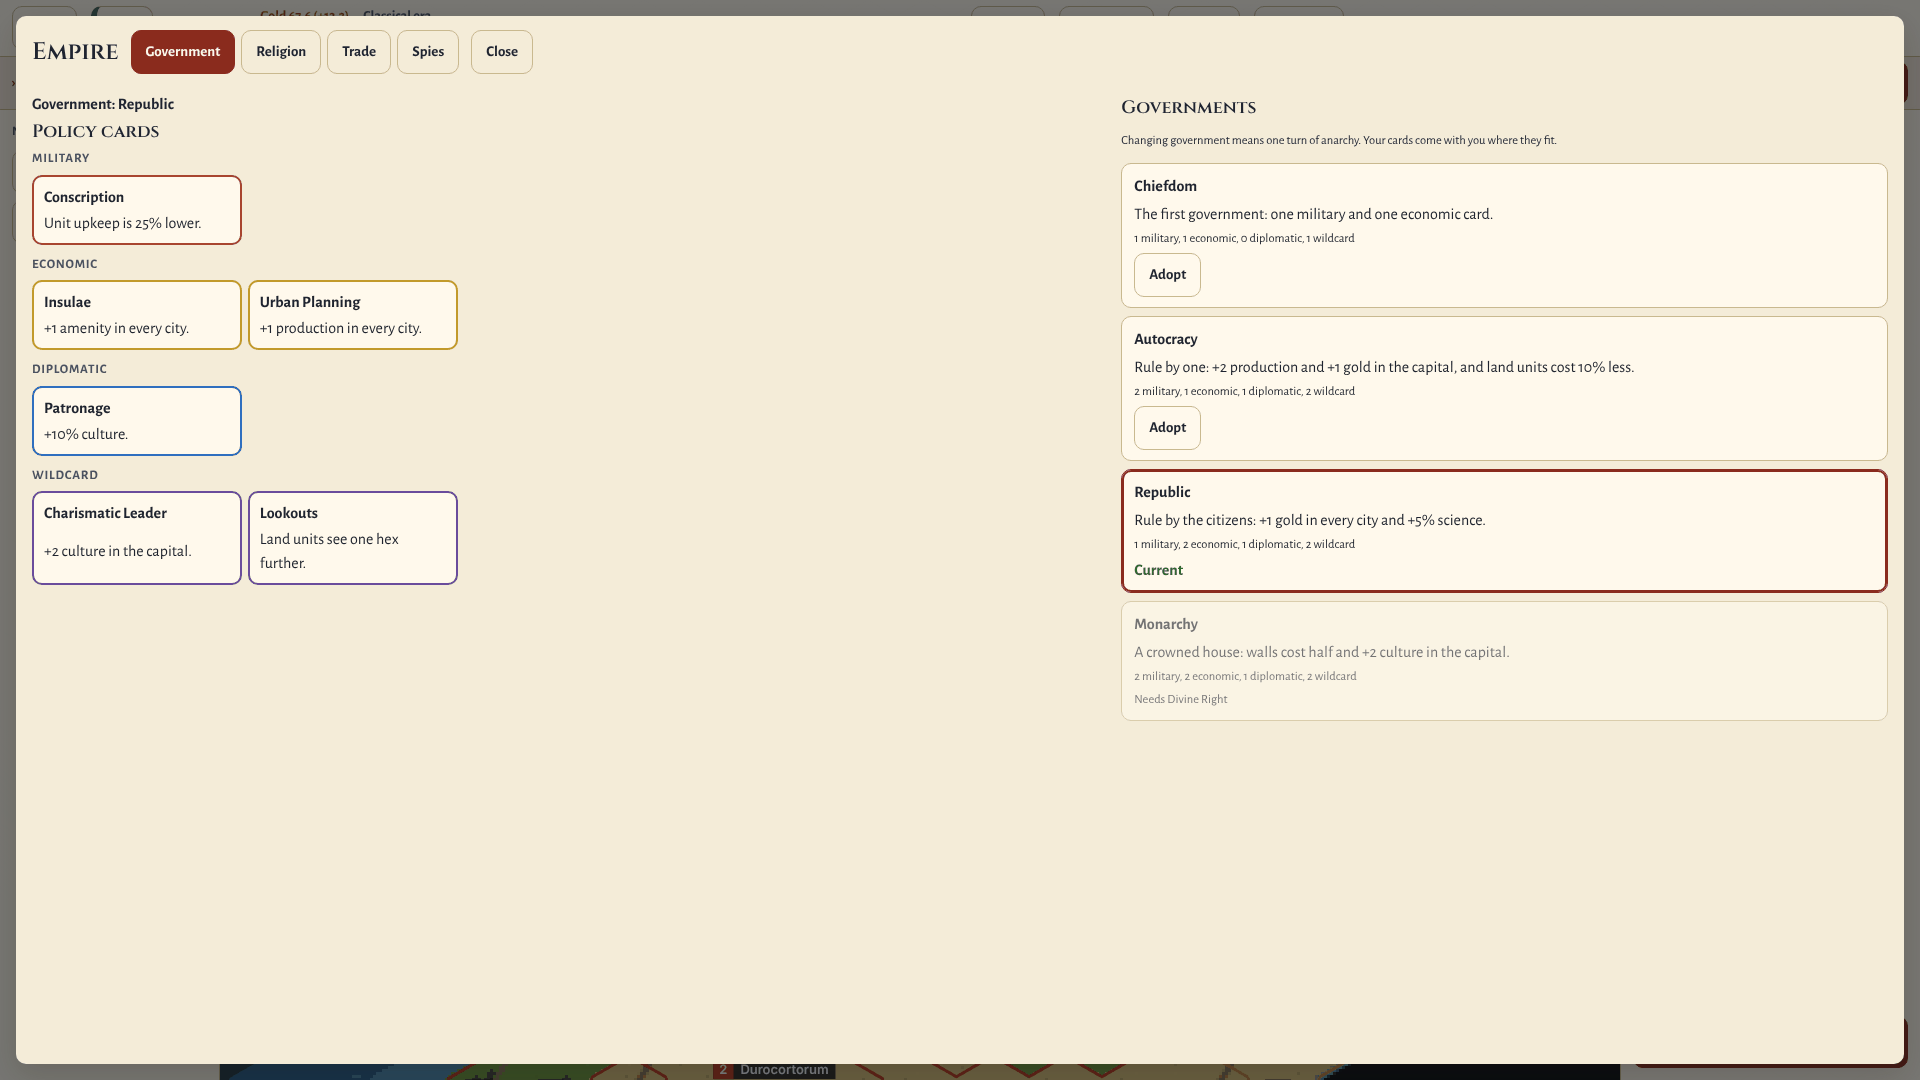 Empire
Government
Religion
Trade
Spies
Close
Government: Republic
Policy cards
MILITARY
Conscription
Unit upkeep is 25% lower.
ECONOMIC
Insulae
+1 amenity in every city.
Urban Planning
+1 production in every city.
DIPLOMATIC
Patronage
+10% culture.
WILDCARD
Charismatic Leader
+2 culture in the capital.
Lookouts
Land units see one hex
further.
Governments
Changing government means one turn of anarchy. Your cards come with you where they fit.
Chiefdom
The first government: one military and one economic card.
1 military, 1 economic, 0 diplomatic, 1 wildcard
Adopt
Autocracy
Rule by one: +2 production and +1 gold in the capital, and land units cost 10% less.
2 military, 1 economic, 1 diplomatic, 2 wildcard
Adopt
Republic
Rule by the citizens: +1 gold in every city and +5% science.
1 military, 2 economic, 1 diplomatic, 2 wildcard
Current
Monarchy
A crowned house: walls cost half and +2 culture in the capital.
2 military, 2 economic, 1 diplomatic, 2 wildcard
Needs Divine Right
2 Durocortorum